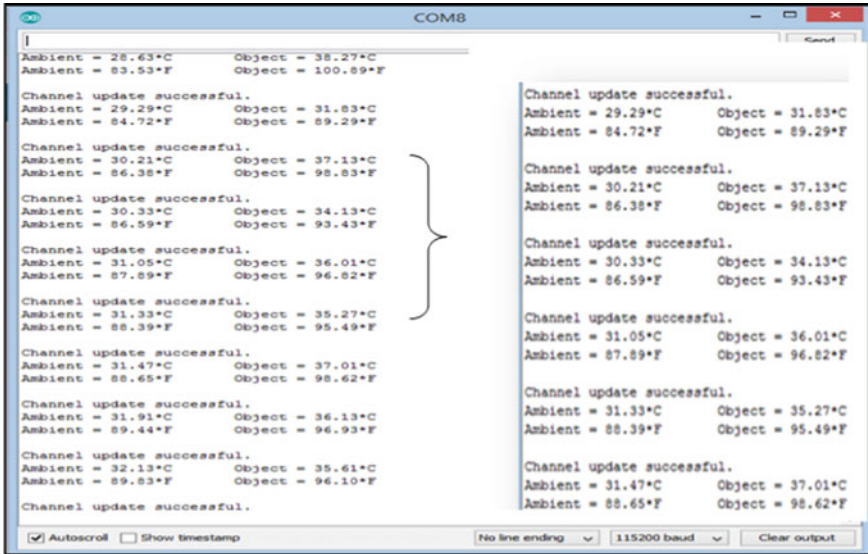 COM8
Send
Ambient = 28.63*C Object = 38.27*C
Ambient = 83.53*F Object = 100.89*F
Channel update successful.
Ambient = 29.29*C Object = 31.83*C
Ambient = 84.72*F Object = 89.29*F
Channel update successful.
Ambient = 30.21*C Object = 37.13*C
Ambient = 86.38*F Object = 98.83*F
Channel update successful.
Ambient = 30.33*C Object = 34.13*C
Ambient = 86.59*F Object = 93.43*F
Channel update successful.
Ambient = 31.05*C Object = 36.01*C
Ambient = 87.89*F Object = 96.82*F
Channel update successful.
Ambient = 31.33*C Object = 35.27*C
Ambient = 88.39*F Object = 95.49*F
Channel update successful.
Ambient = 31.47*C Object = 37.01*C
Ambient = 88.65*F Object = 98.62*F
Channel update successful.
Ambient = 31.91*C Object = 36.13*C
Ambient = 89.44*F Object = 96.93*F
Channel update successful.
Ambient = 32.13*C Object = 35.61*C
Ambient = 89.83*F Object = 96.10*F
Channel update successful.
Channel update successful.
Ambient = 29.29*C Object = 31.83*C
Ambient = 84.72*F Object = 89.29*F
Channel update successful.
Ambient = 30.21*C Object = 37.13*C
Ambient = 86.38*F Object = 98.83*F
Channel update successful.
Ambient = 30.33*C Object = 34.13*C
Ambient = 86.59*F Object = 93.43*F
Channel update successful.
Ambient = 31.05*C Object = 36.01*C
Ambient = 87.89*F Object = 96.82*F
Channel update successful.
Ambient = 31.33*C Object = 35.27*C
Ambient = 88.39*F Object = 95.49*F
Channel update successful.
Ambient = 31.47*C Object = 37.01*C
Ambient = 88.65*F Object = 98.62*F
Autoscroll Show timestamp No line ending 115200 baud Clear output